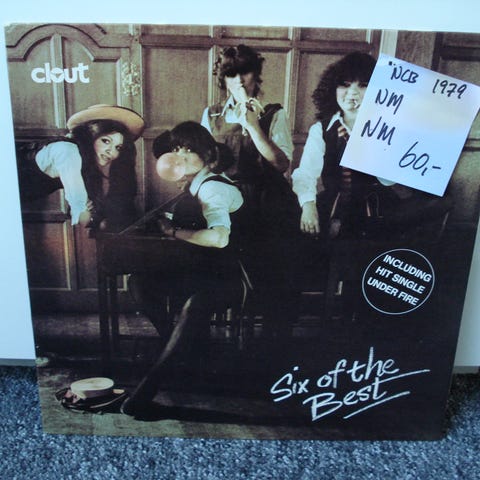 clout
"NCB 1979
NM
NM
60,-
INCLUDING
HIT SINGLE
UNDER FIRE
Six of the
Best